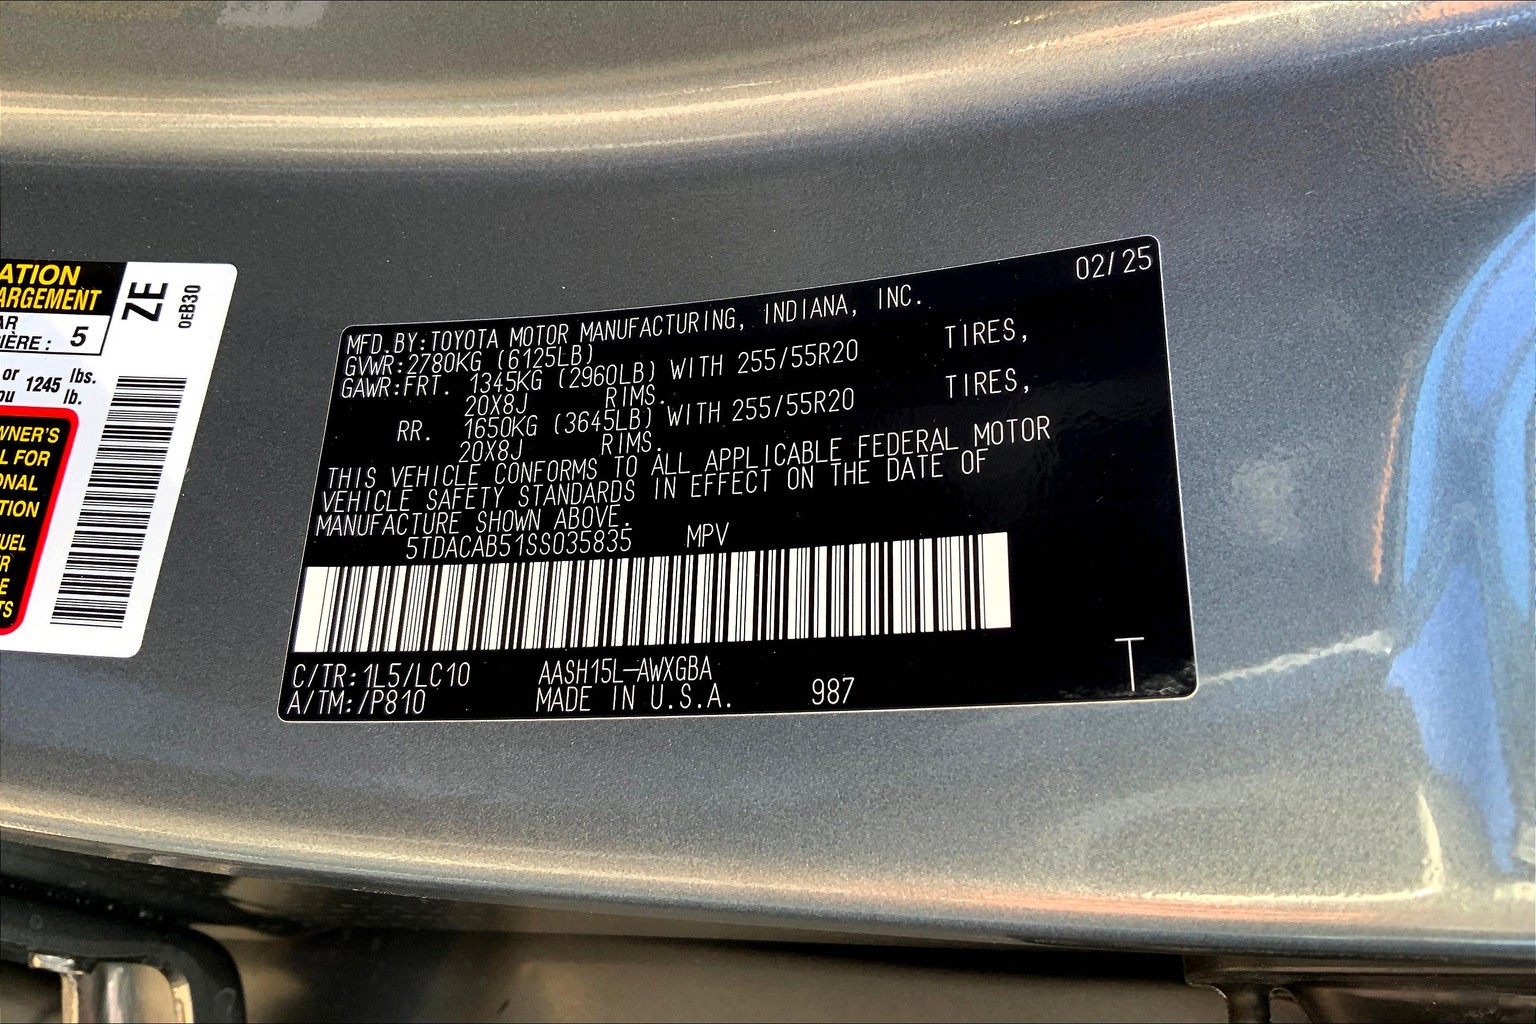 ATION
ARGEMENT
AR
IÈRE : 5
or 1245 lbs.
ou lb.
WNER'S
L FOR
ONAL
TION
UEL
R
E
TS
ZE
0EB30
02/25
MFD.BY:TOYOTA MOTOR MANUFACTURING, INDIANA, INC.
GVWR:2780KG (6125LB)
GAWR:FRT. 1345KG (2960LB) WITH 255/55R20 TIRES,
20X8J RIMS.
RR. 1650KG (3645LB) WITH 255/55R20 TIRES,
20X8J RIMS.
THIS VEHICLE CONFORMS TO ALL APPLICABLE FEDERAL MOTOR
VEHICLE SAFETY STANDARDS IN EFFECT ON THE DATE OF
MANUFACTURE SHOWN ABOVE.
5TDACAB51SS035835 MPV
C/TR:1L5/LC10 AASH15L-AWXGBA
A/TM:/P810 MADE IN U.S.A. 987
T